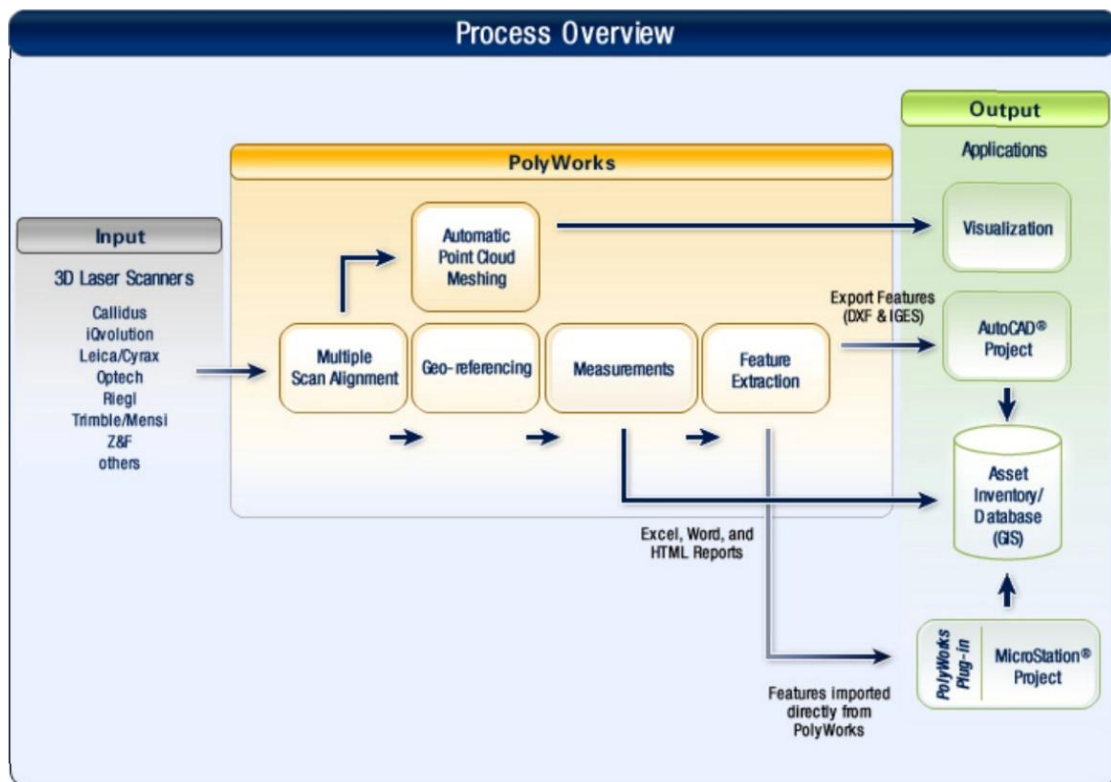 Process Overview
Input
3D Laser Scanners
Callidus
iQvolution
Leica/Cyrax
Optech
Riegl
Trimble/Mensi
Z&F
others
PolyWorks
Automatic
Point Cloud
Meshing
Multiple
Scan Alignment
Geo-referencing
Measurements
Feature
Extraction
Export Features
(DXF & IGES)
Excel, Word, and
HTML Reports
Features imported
directly from
PolyWorks
Output
Applications
Visualization
AutoCAD®
Project
Asset
Inventory/
Database
(GIS)
PolyWorks
Plug-in
MicroStation®
Project